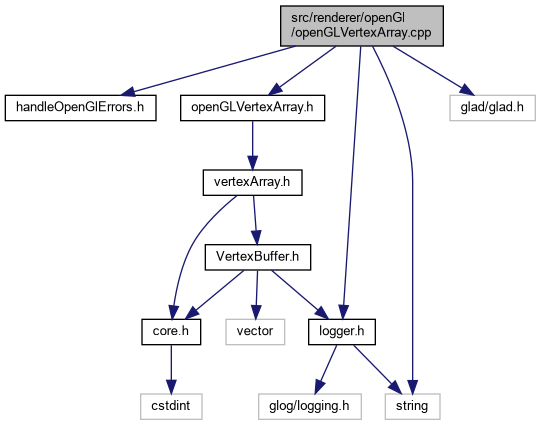 src/renderer/openGl
/openGLVertexArray.cpp
handleOpenGlErrors.h
openGLVertexArray.h
glad/glad.h
vertexArray.h
VertexBuffer.h
core.h
vector
logger.h
cstdint
glog/logging.h
string